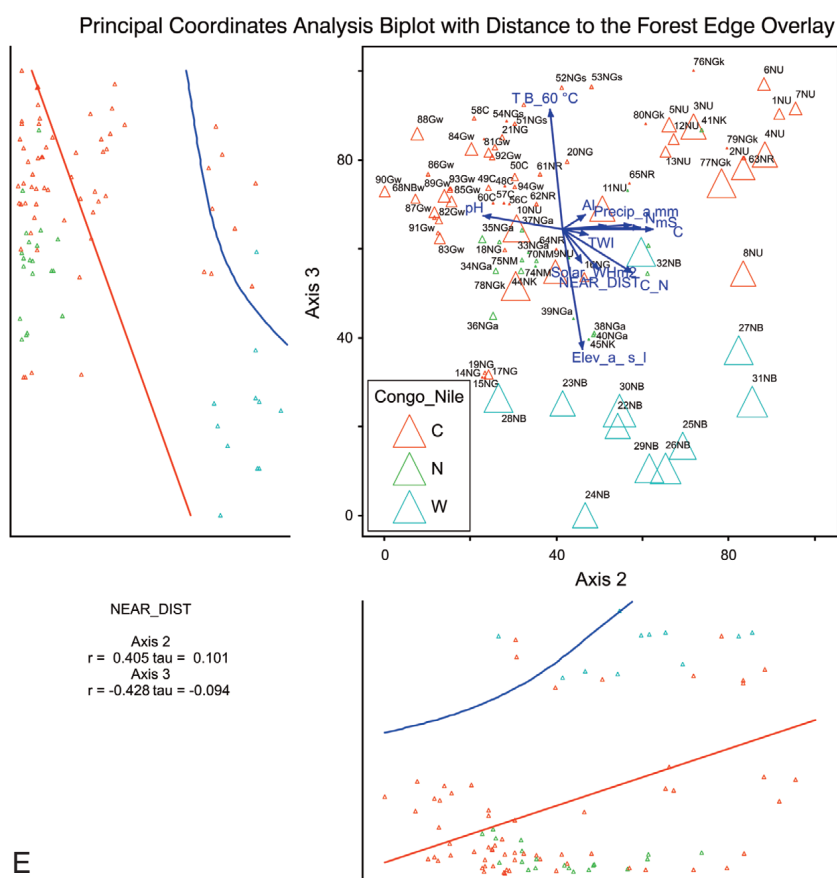 Principal Coordinates Analysis Biplot with Distance to the Forest Edge Overlay
76NGk
6NU
52NGs 53NGs
7NU
T B_60 °C
1NU
58C 54NGs
51NGs
88Gw
21NG
80NGk 5NU 3NU
41NK
84Gw 81Gw
12NU
4NU
92Gw
79NGk
80
20NG
13NU 2NU
86Gw
50C 61NR
77NGk 63NR
90Gw 89Gw 93Gw 49C 48C
65NR
68NBw 85Gw 94Gw
11NU
60C 57C 56C 62NR
87Gw 82Gw
pH
10NU
Al
Precip_a mm
91Gw
35NGa 37NGa
N
mS
C
83Gw
18NG 33NGa 64NR
TWI
8NU
34NGa 75NM 70NM 9NU
16NG
32NB
Solar_WHm2
74NM
NEAR_DIST
C_N
78NGk 44NK
Axis 3
39NGa
40
36NGa
38NGa
40NGa
27NB
45NK
Elev_a_ s_l
19NG
14NG 17NG
15NG
23NB 30NB
31NB
Congo_Nile
28NB
22NB
25NB
C
N
29NB 26NB
W
24NB
0
0 40 80
Axis 2
NEAR_DIST
Axis 2
r = 0.405 tau = 0.101
Axis 3
r = -0.428 tau = -0.094
E